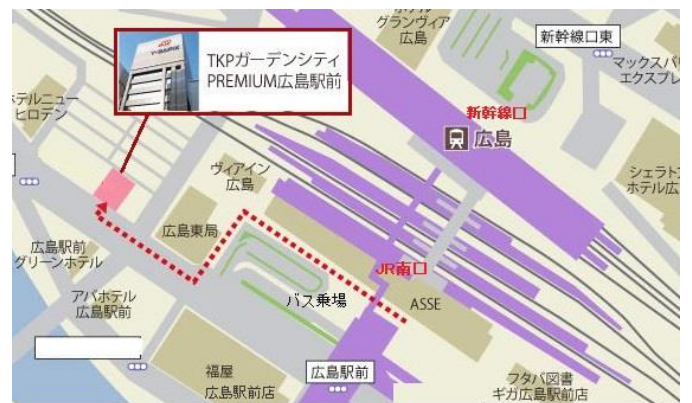 グランヴィア
広島
新幹線口東
TKPガーデンシティ
PREMIUM広島駅前
マックスバリ
エクスプレ
テルニュー
ヒロデン
新幹線口
広島
ヴィアイン
広島
シェラト
ホテル広
広島東局
広島駅前
グリーンホテル
JR南口
アパホテル
広島駅前
バス乗場
ASSE
福屋
広島駅前店
広島駅前
フタバ図書
ギガ広島駅前店